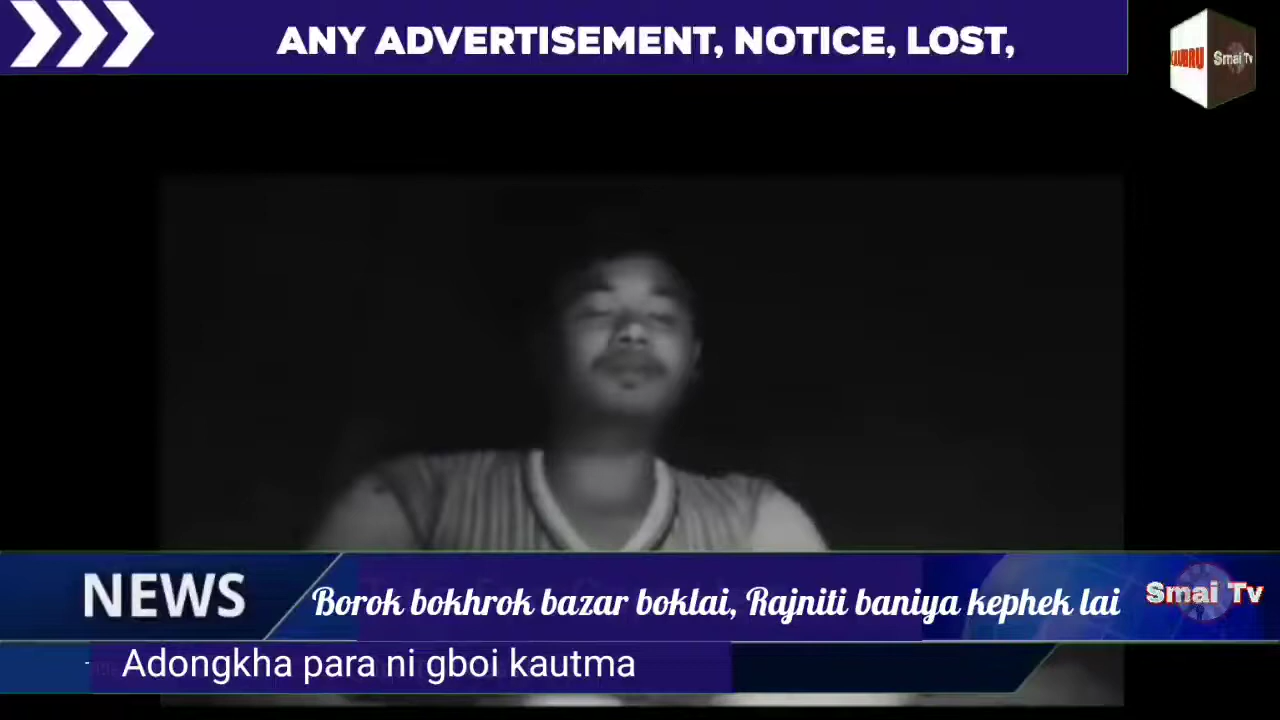 ANY ADVERTISEMENT, NOTICE, LOST,
KAUBRU Smai Tv
NEWS
Borok bokhrok bazar boklai, Rajniti baniya kephek lai
Smai Tv
Adongkha para ni gboi kautma